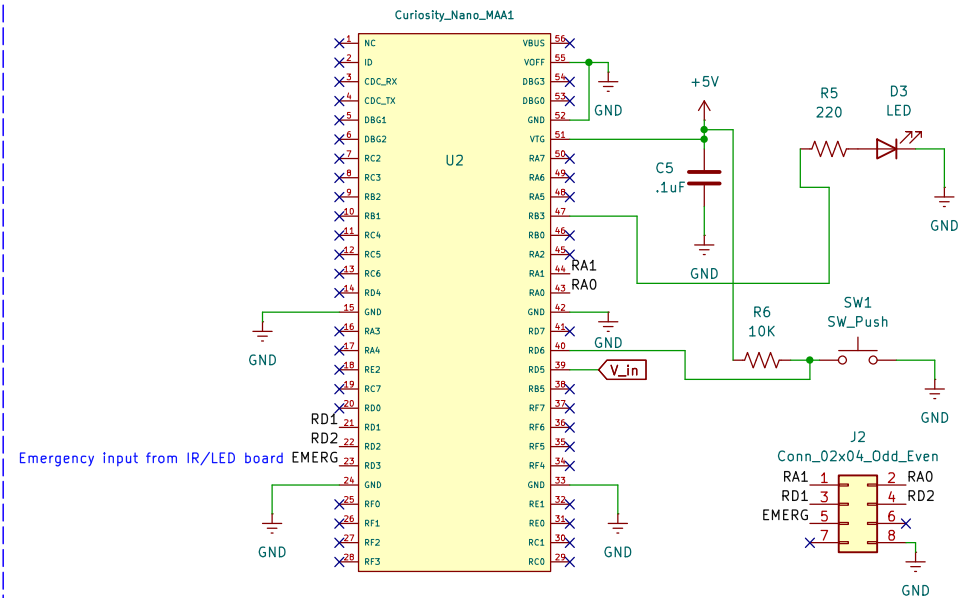 Curiosity_Nano_MAA1
U2
1 NC
2 ID
3 CDC_RX
4 CDC_TX
5 DBG1
6 DBG2
7 RC2
8 RC3
9 RB2
10 RB1
11 RC4
12 RC5
13 RC6
14 RD4
15 GND
16 RA3
17 RA4
18 RE2
19 RC7
20 RD0
RD1 21 RD1
RD2 22 RD2
Emergency input from IR/LED board EMERG 23 RD3
24 GND
25 RF0
26 RF1
27 RF2
28 RF3
GND
GND
VBUS 56
VOFF 55
DBG3 54
DBG0 53
GND 52
VTG 51
RA7 50
RA6 49
RA5 48
RB3 47
RB0 46
RA2 45
RA1 44 RA1
RA0 43 RA0
GND 42
RD7 41
RD6 40
RD5 39 V_in
RB5 38
RF7 37
RF6 36
RF5 35
RF4 34
GND 33
RE1 32
RE0 31
RC1 30
RC0 29
GND
GND
GND
+5V
C5
.1uF
GND
R5
220
D3
LED
GND
R6
10K
SW1
SW_Push
GND
J2
Conn_02x04_Odd_Even
RA1 1 2 RA0
RD1 3 4 RD2
EMERG 5 6
7 8
GND